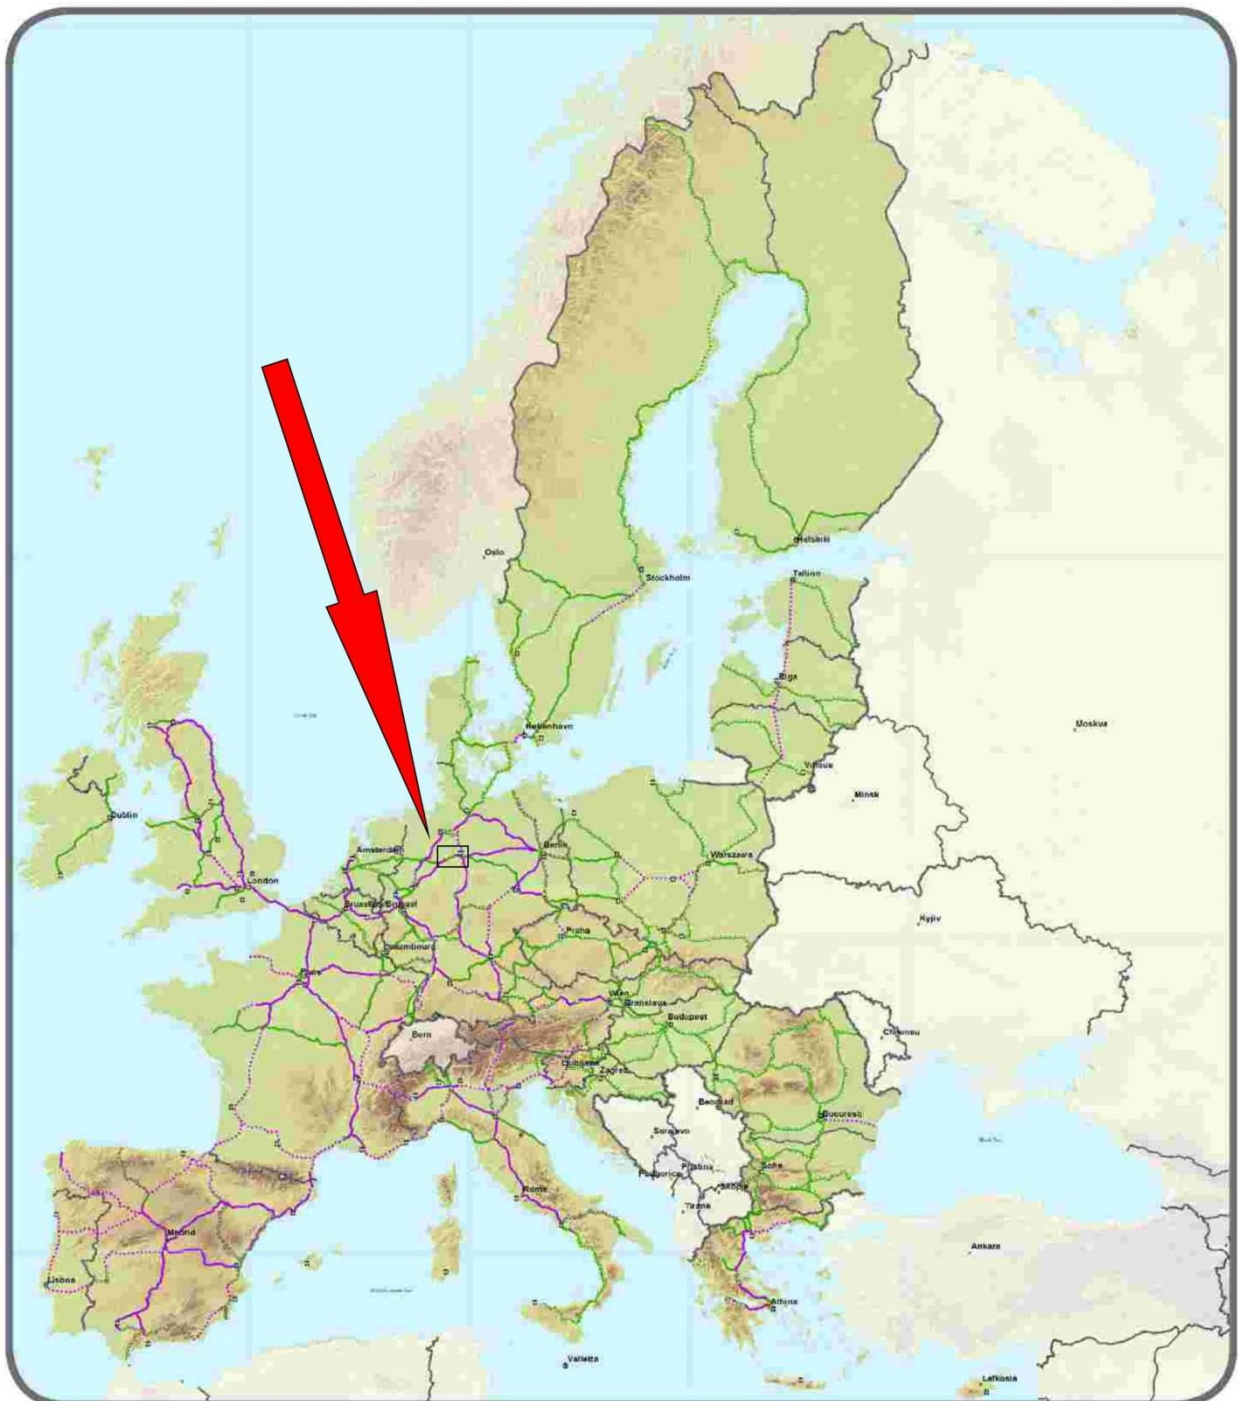 Oslo
Helsinki
Tallinn
Stockholm
Riga
København
Moskva
Vilnius
Minsk
Dublin
Amsterdam
Berlin
Warszawa
London
Kyjiv
Praha
Luxembourg
Paris
Wien
Bratislava
Budapest
Bern
Chisinau
Ljubljana
Zagreb
Beograd
Bucuresti
Sarajevo
Pristina
Sofia
Podgorica
Skopje
Roma
Tirana
Madrid
Ankara
Lisboa
Athina
Valletta
Lefkosia